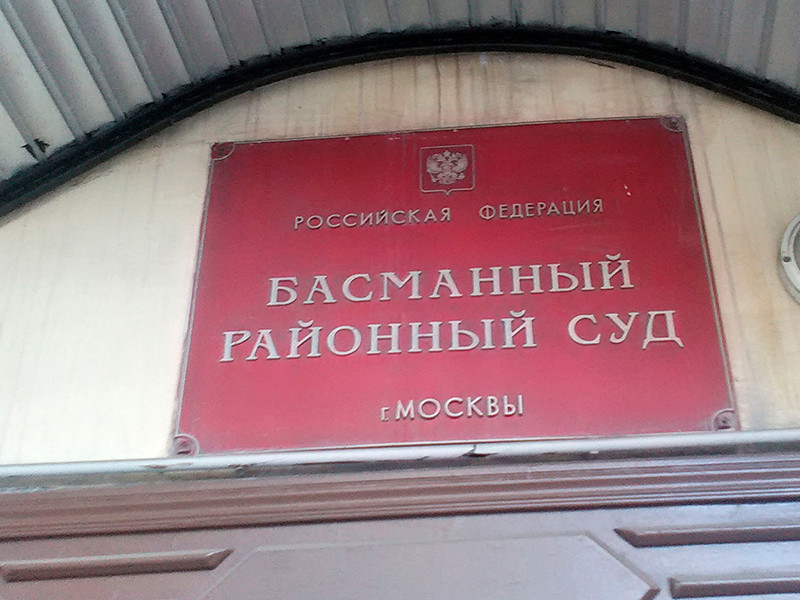 РОССИЙСКАЯ ФЕДЕРАЦИЯ
БАСМАННЫЙ
РАЙОННЫЙ СУД
Г. МОСКВЫ